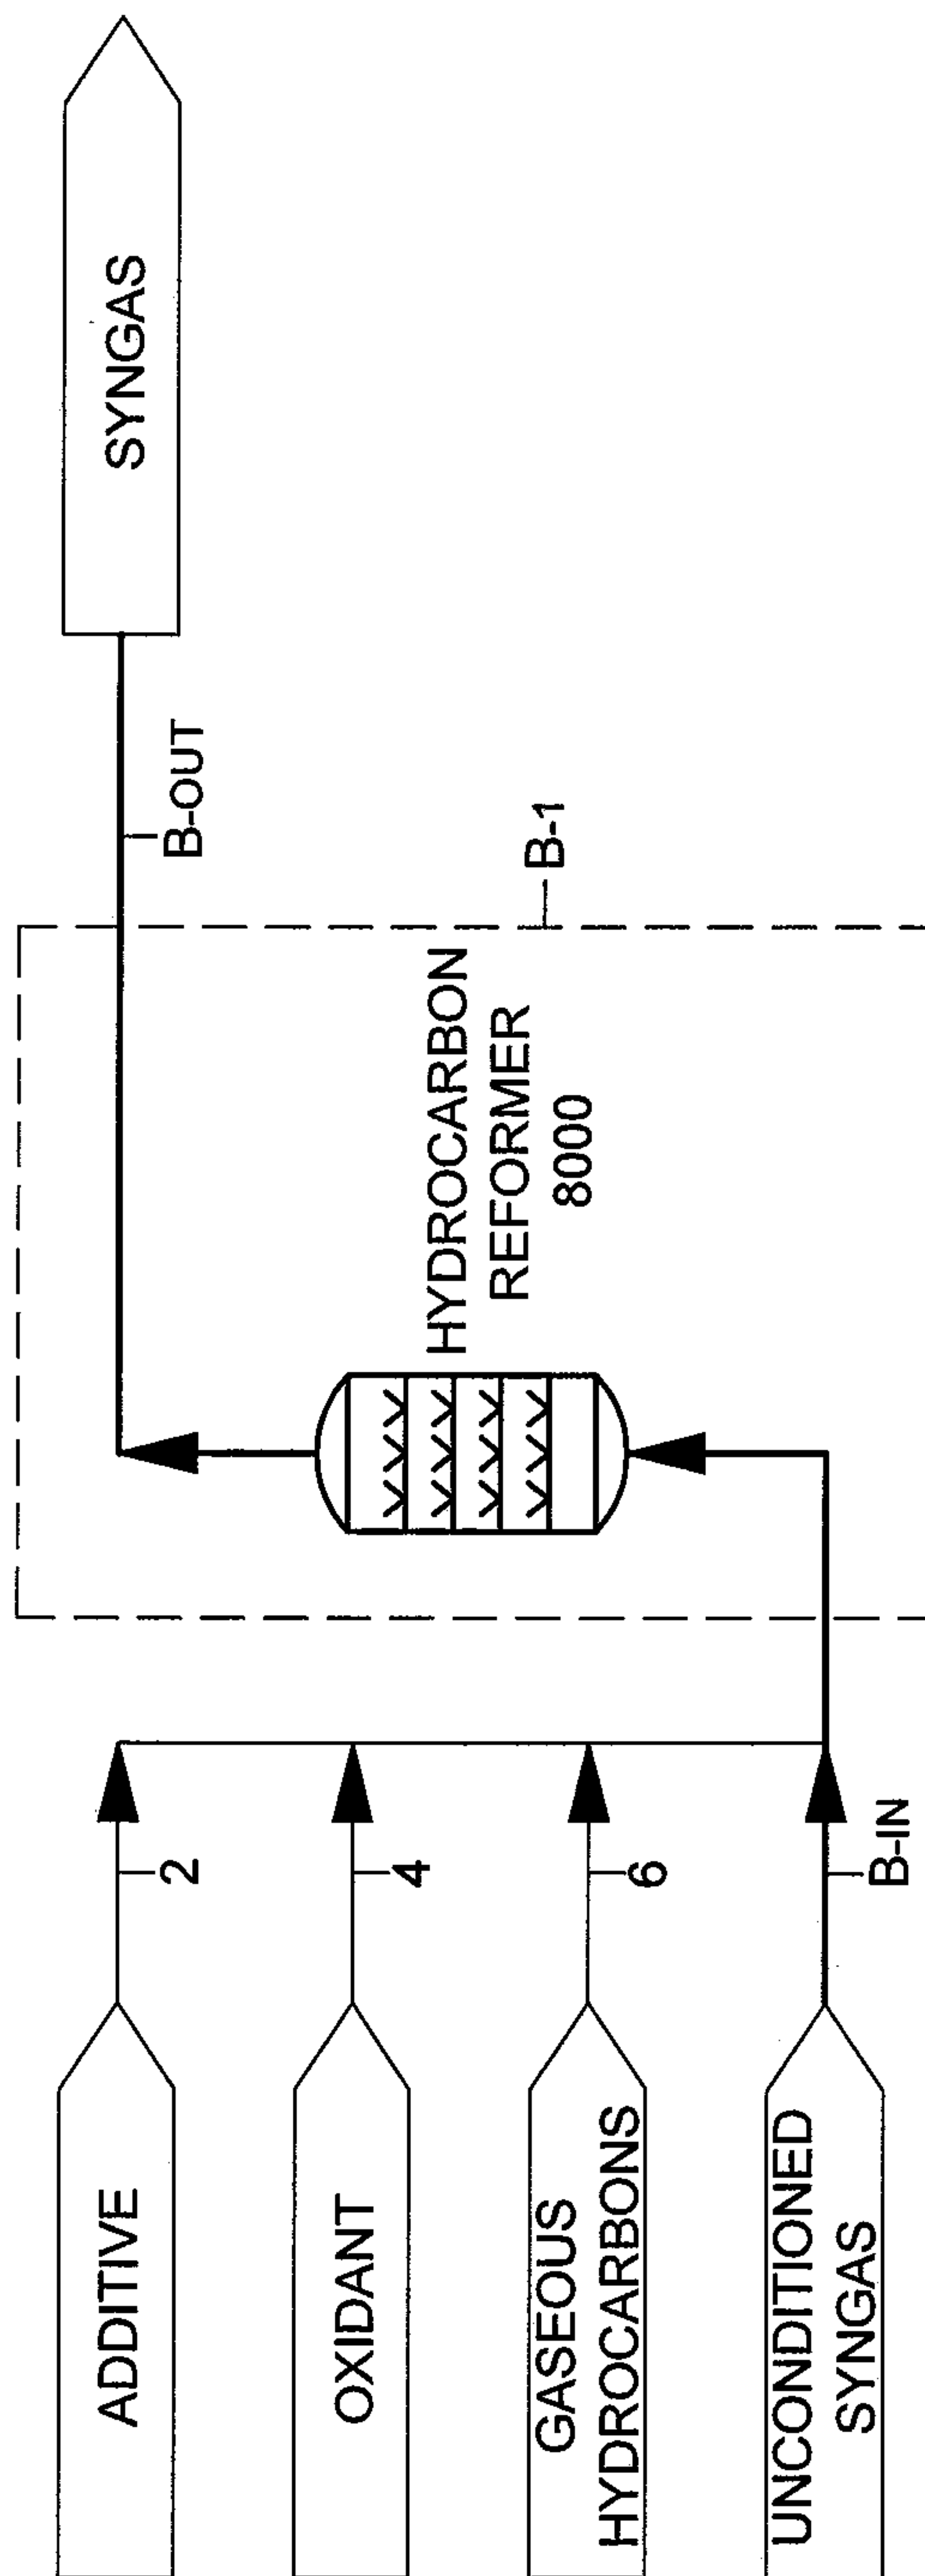 ADDITIVE
2
OXIDANT
4
GASEOUS
HYDROCARBONS
6
UNCONDITIONED
SYNGAS
B-IN
HYDROCARBON
REFORMER
8000
B-1
B-OUT
SYNGAS